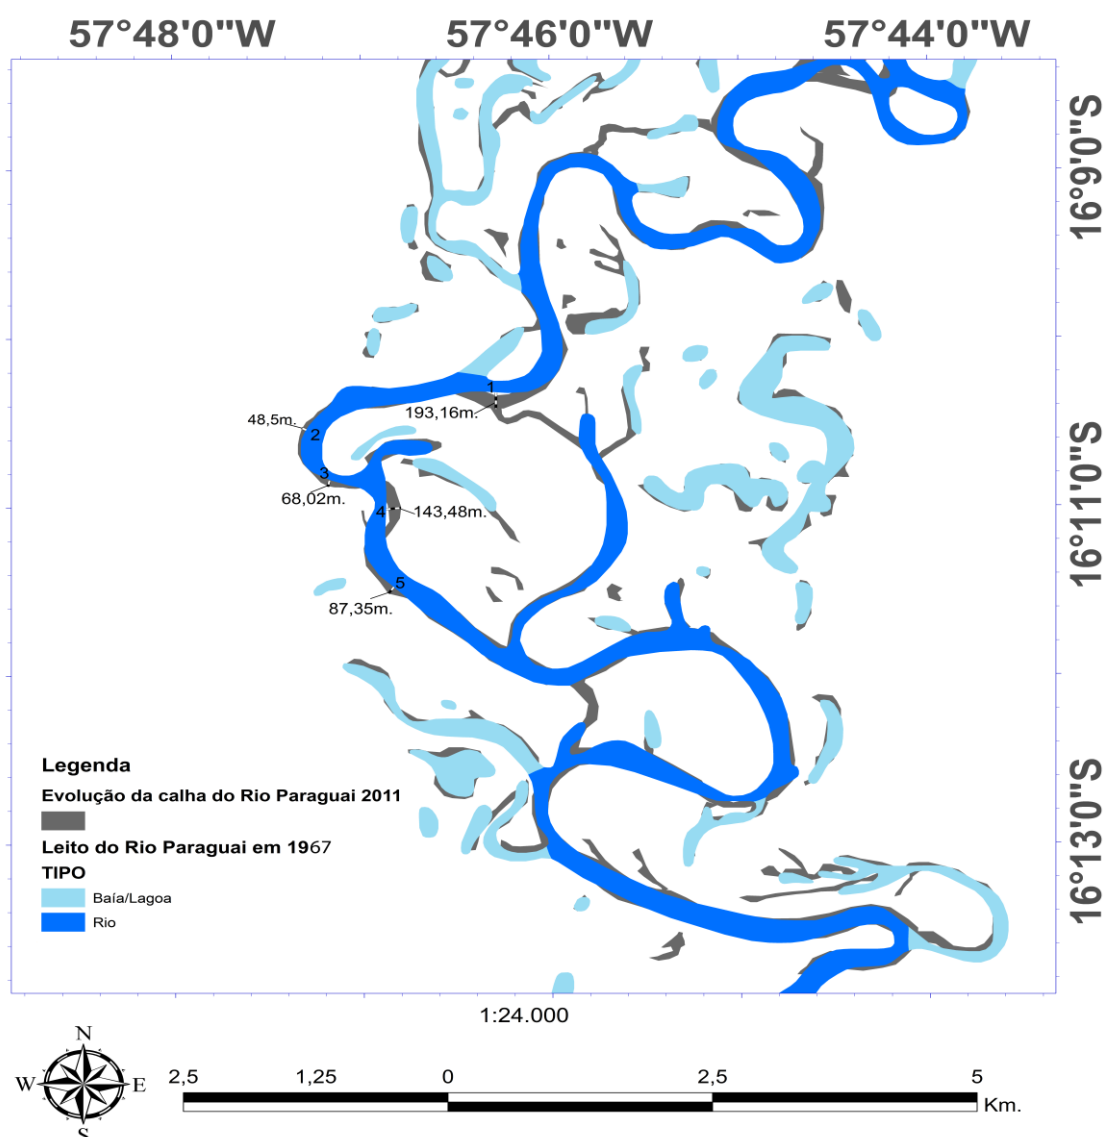 57°48'0"W 57°46'0"W 57°44'0"W
16°9'0"S
1
193,16m.
48,5m.
2
3
68,02m.
4
143,48m.
16°11'0"S
5
87,35m.
Legenda
Evolução da calha do Rio Paraguai 2011
Leito do Rio Paraguai em 1967
TIPO
Baía/Lagoa
Rio
16°13'0"S
1:24.000
N
W E
S
2,5 1,25 0 2,5 5
Km.